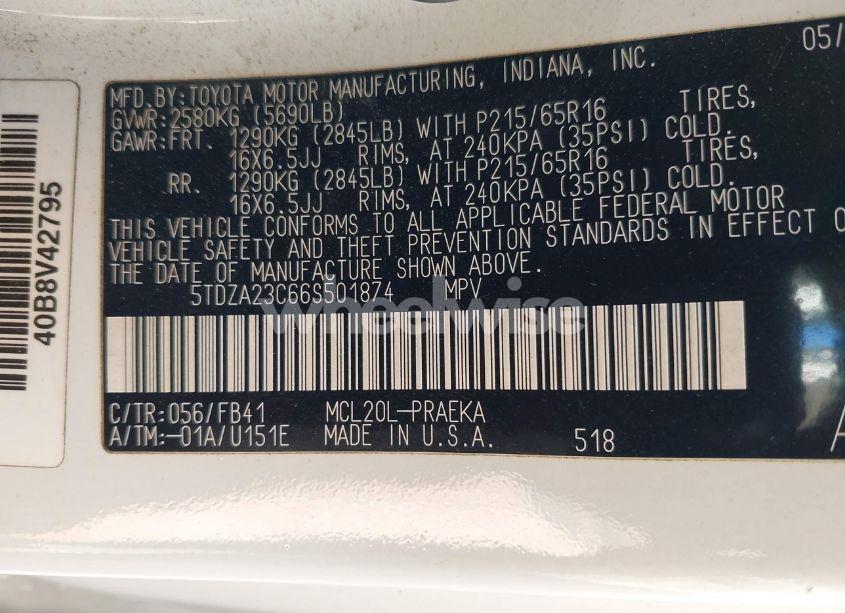 05/
MFD.BY:TOYOTA MOTOR MANUFACTURING, INDIANA, INC.
GVWR:2580KG (5690LB)
GAWR:FRT. 1290KG (2845LB) WITH P215/65R16 TIRES,
16X6.5JJ RIMS, AT 240KPA (35PSI) COLD.
RR. 1290KG (2845LB) WITH P215/65R16 TIRES,
16X6.5JJ RIMS, AT 240KPA (35PSI) COLD.
THIS VEHICLE CONFORMS TO ALL APPLICABLE FEDERAL MOTOR
VEHICLE SAFETY AND THEFT PREVENTION STANDARDS IN EFFECT O
THE DATE OF MANUFACTURE SHOWN ABOVE.
5TDZA23C66S501874 MPV
wheelwise
C/TR:056/FB41 MCL20L-PRAEKA
A/TM:-01A/U151E MADE IN U.S.A. 518
A
40B8V42795